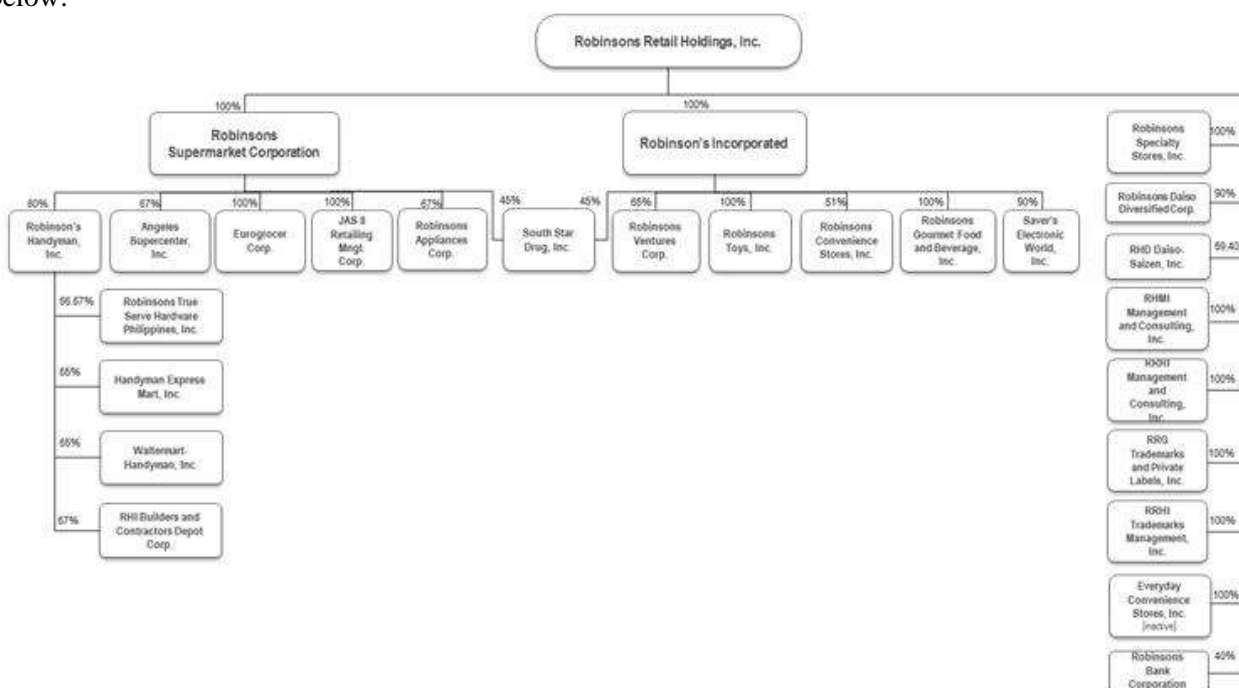 below:
Robinsons Retail Holdings, Inc.
100%
100%
Robinsons
Supermarket Corporation
Robinson's Incorporated
Robinsons
Specialty
Stores, Inc.
100%
Robinsons Daiso
Diversified Corp.
90%
RHD Daiso-
Saizen, Inc.
59.40
RHMI
Management
and Consulting,
Inc.
100%
RRHI
Management
and
Consulting,
Inc.
100%
RRG
Trademarks
and Private
Labels, Inc.
100%
RRHI
Trademarks
Management,
Inc.
100%
Everyday
Convenience
Stores, Inc.
[inactive]
100%
Robinsons
Bank
Corporation
40%
80%
Robinson's
Handyman,
Inc.
67%
Angeles
Supercenter,
Inc.
100%
Eurogrocer
Corp.
100%
JAS 8
Retailing
Mngt.
Corp.
67%
Robinsons
Appliances
Corp.
45%
45%
South Star
Drug, Inc.
65%
Robinsons
Ventures
Corp.
100%
Robinsons
Toys, Inc.
51%
Robinsons
Convenience
Stores, Inc.
100%
Robinsons
Gourmet Food
and Beverage,
Inc.
90%
Saver's
Electronic
World,
Inc.
66.67%
Robinsons True
Serve Hardware
Philippines, Inc.
65%
Handyman Express
Mart, Inc.
65%
Waltermart-
Handyman, Inc.
67%
RHI Builders and
Contractors Depot
Corp.